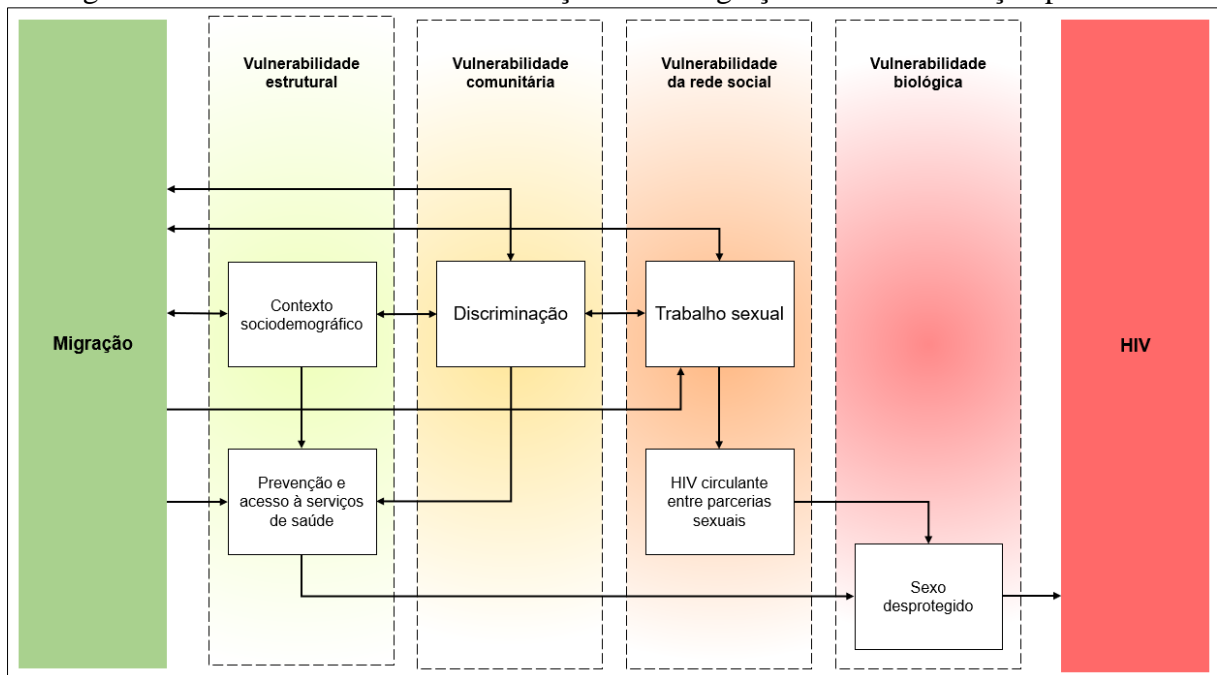 Vulnerabilidade
estrutural
Vulnerabilidade
comunitária
Vulnerabilidade
da rede social
Vulnerabilidade
biológica
Migração
Contexto
sociodemográfico
Discriminação
Trabalho sexual
HIV
Prevenção e
acesso à serviços
de saúde
HIV circulante
entre parcerias
sexuais
Sexo
desprotegido